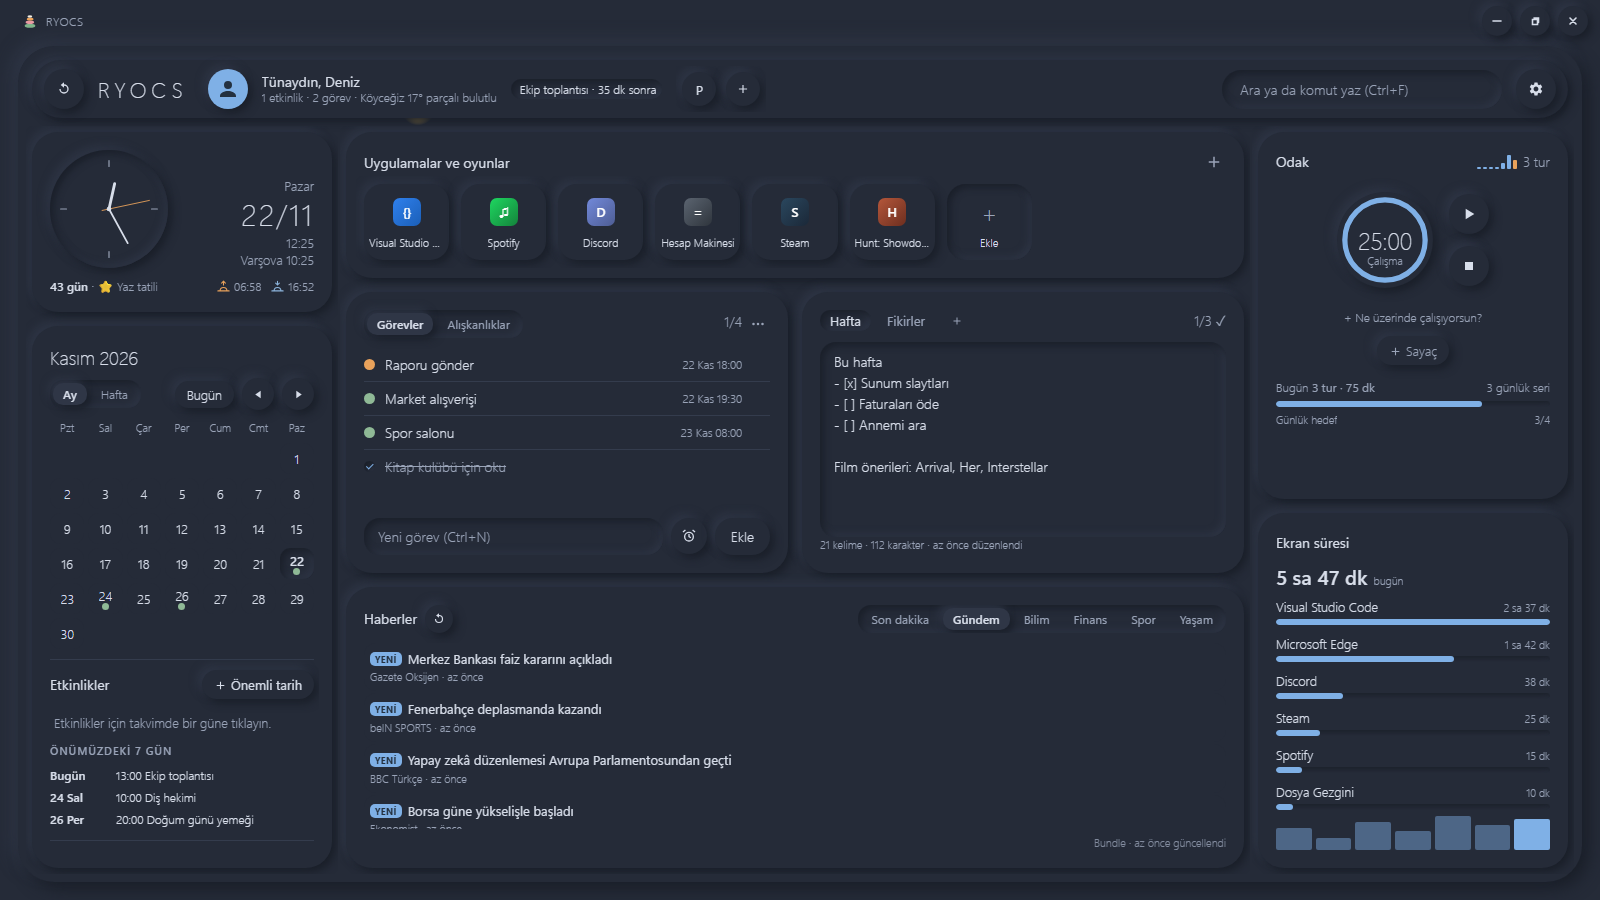 RYOCS
RYOCS
Tünaydın, Deniz
1 etkinlik · 2 görev · Köyceğiz 17° parçalı bulutlu
Ekip toplantısı · 35 dk sonra
P
+
Ara ya da komut yaz (Ctrl+F)
Pazar
22/11
12:25
Varşova 10:25
43 gün · ⭐ Yaz tatili
06:58
16:52
Kasım 2026
Ay
Hafta
Bugün
Pzt Sal Çar Per Cum Cmt Paz
1
2 3 4 5 6 7 8
9 10 11 12 13 14 15
16 17 18 19 20 21 22
23 24 25 26 27 28 29
30
Etkinlikler
+ Önemli tarih
Etkinlikler için takvimde bir güne tıklayın.
ÖNÜMÜZDEKİ 7 GÜN
Bugün 13:00 Ekip toplantısı
24 Sal 10:00 Diş hekimi
26 Per 20:00 Doğum günü yemeği
Uygulamalar ve oyunlar
+
{}
Visual Studio ...
Spotify
D
Discord
=
Hesap Makinesi
S
Steam
H
Hunt: Showdo...
+
Ekle
Görevler
Alışkanlıklar
1/4 ···
Raporu gönder 22 Kas 18:00
Market alışverişi 22 Kas 19:30
Spor salonu 23 Kas 08:00
✓ Kitap kulübü için oku
Yeni görev (Ctrl+N)
Ekle
Hafta
Fikirler
+
1/3 ✓
Bu hafta
- [x] Sunum slaytları
- [ ] Faturaları öde
- [ ] Annemi ara
Film önerileri: Arrival, Her, Interstellar
21 kelime · 112 karakter · az önce düzenlendi
Haberler
Son dakika
Gündem
Bilim
Finans
Spor
Yaşam
YENİ Merkez Bankası faiz kararını açıkladı
Gazete Oksijen · az önce
YENİ Fenerbahçe deplasmanda kazandı
beIN SPORTS · az önce
YENİ Yapay zekâ düzenlemesi Avrupa Parlamentosundan geçti
BBC Türkçe · az önce
YENİ Borsa güne yükselişle başladı
Ekonomist · az önce
Bundle · az önce güncellendi
Odak
3 tur
25:00
Çalışma
+ Ne üzerinde çalışıyorsun?
+ Sayaç
Bugün 3 tur · 75 dk
3 günlük seri
Günlük hedef
3/4
Ekran süresi
5 sa 47 dk bugün
Visual Studio Code 2 sa 37 dk
Microsoft Edge 1 sa 42 dk
Discord 38 dk
Steam 25 dk
Spotify 15 dk
Dosya Gezgini 10 dk